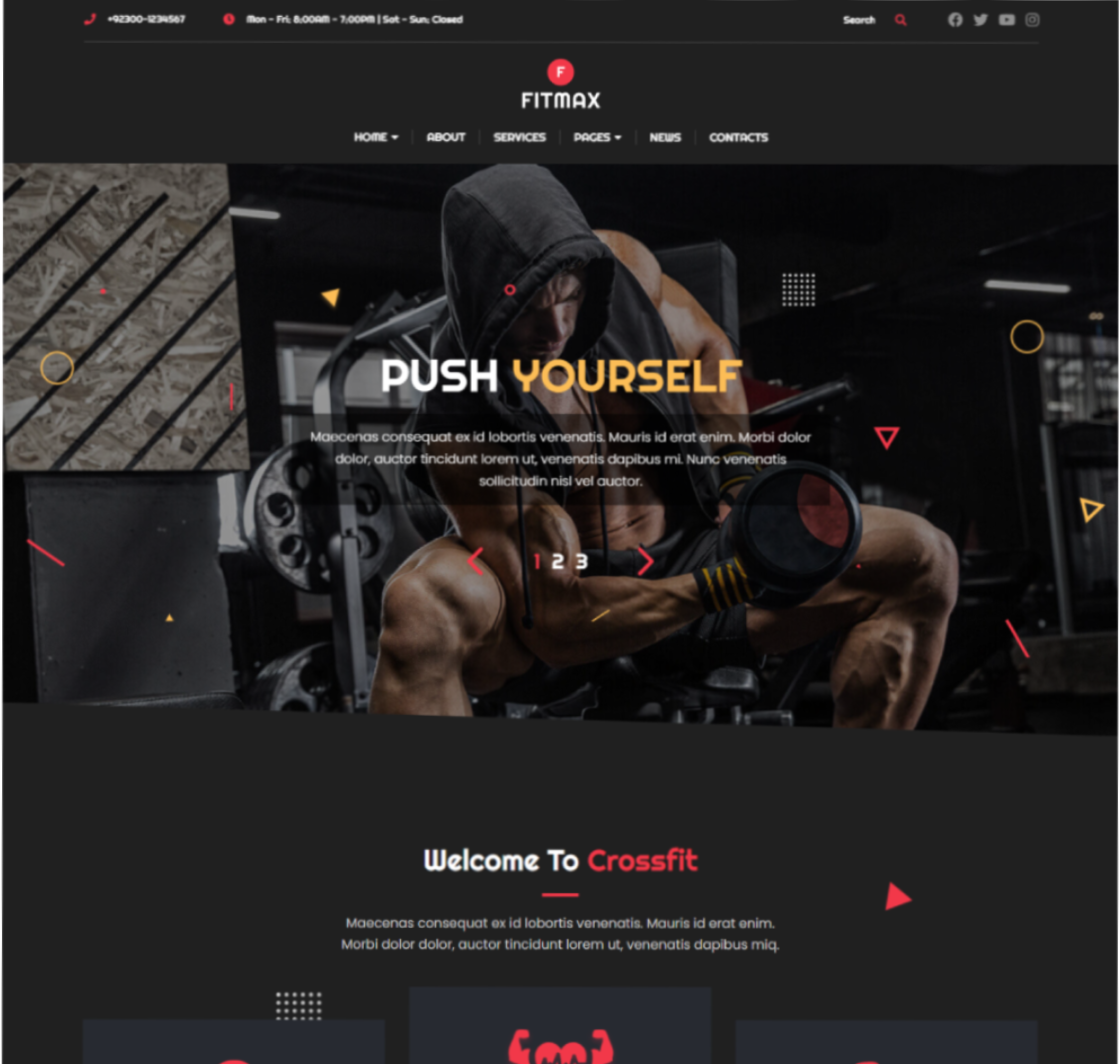 +92300-1234567
Mon - Fri: 8:00AM - 7:00PM | Sat - Sun: Closed
Search
F
FITMAX
HOME
ABOUT
SERVICES
PAGES
NEWS
CONTACTS
PUSH YOURSELF
Maecenas consequat ex id lobortis venenatis. Mauris id erat enim. Morbi dolor
dolor, auctor tincidunt lorem ut, venenatis dapibus mi. Nunc venenatis
sollicitudin nisl vel auctor.
1 2 3
Welcome To Crossfit
Maecenas consequat ex id lobortis venenatis. Mauris id erat enim.
Morbi dolor dolor, auctor tincidunt lorem ut, venenatis dapibus miq.